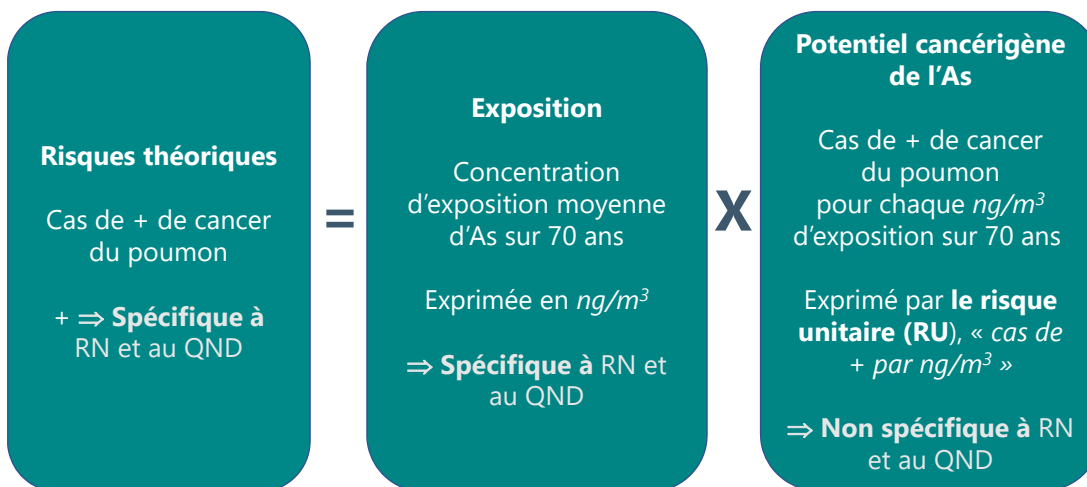 Risques théoriques
Cas de + de cancer
du poumon
+ ⇒ Spécifique à
RN et au QND
=
Exposition
Concentration
d'exposition moyenne
d'As sur 70 ans
Exprimée en ng/m³
⇒ Spécifique à RN et
au QND
X
Potentiel cancérigène
de l'As
Cas de + de cancer
du poumon
pour chaque ng/m³
d'exposition sur 70 ans
Exprimé par le risque
unitaire (RU), « cas de
+ par ng/m³ »
⇒ Non spécifique à RN
et au QND